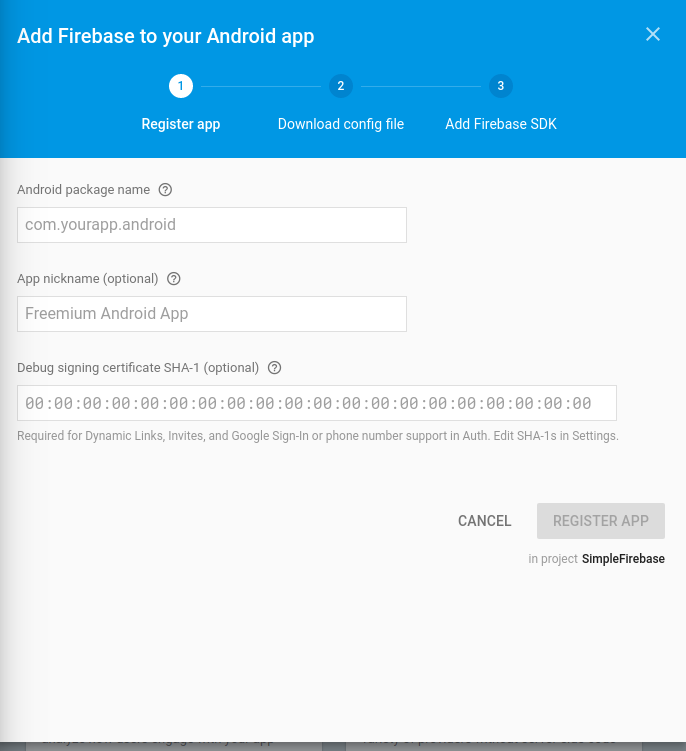 Add Firebase to your Android app
1 2 3
Register app Download config file Add Firebase SDK
Android package name ?
com.yourapp.android
App nickname (optional) ?
Freemium Android App
Debug signing certificate SHA-1 (optional) ?
00:00:00:00:00:00:00:00:00:00:00:00:00:00:00:00:00:00:00:00
Required for Dynamic Links, Invites, and Google Sign-In or phone number support in Auth. Edit SHA-1s in Settings.
CANCEL REGISTER APP
in project SimpleFirebase